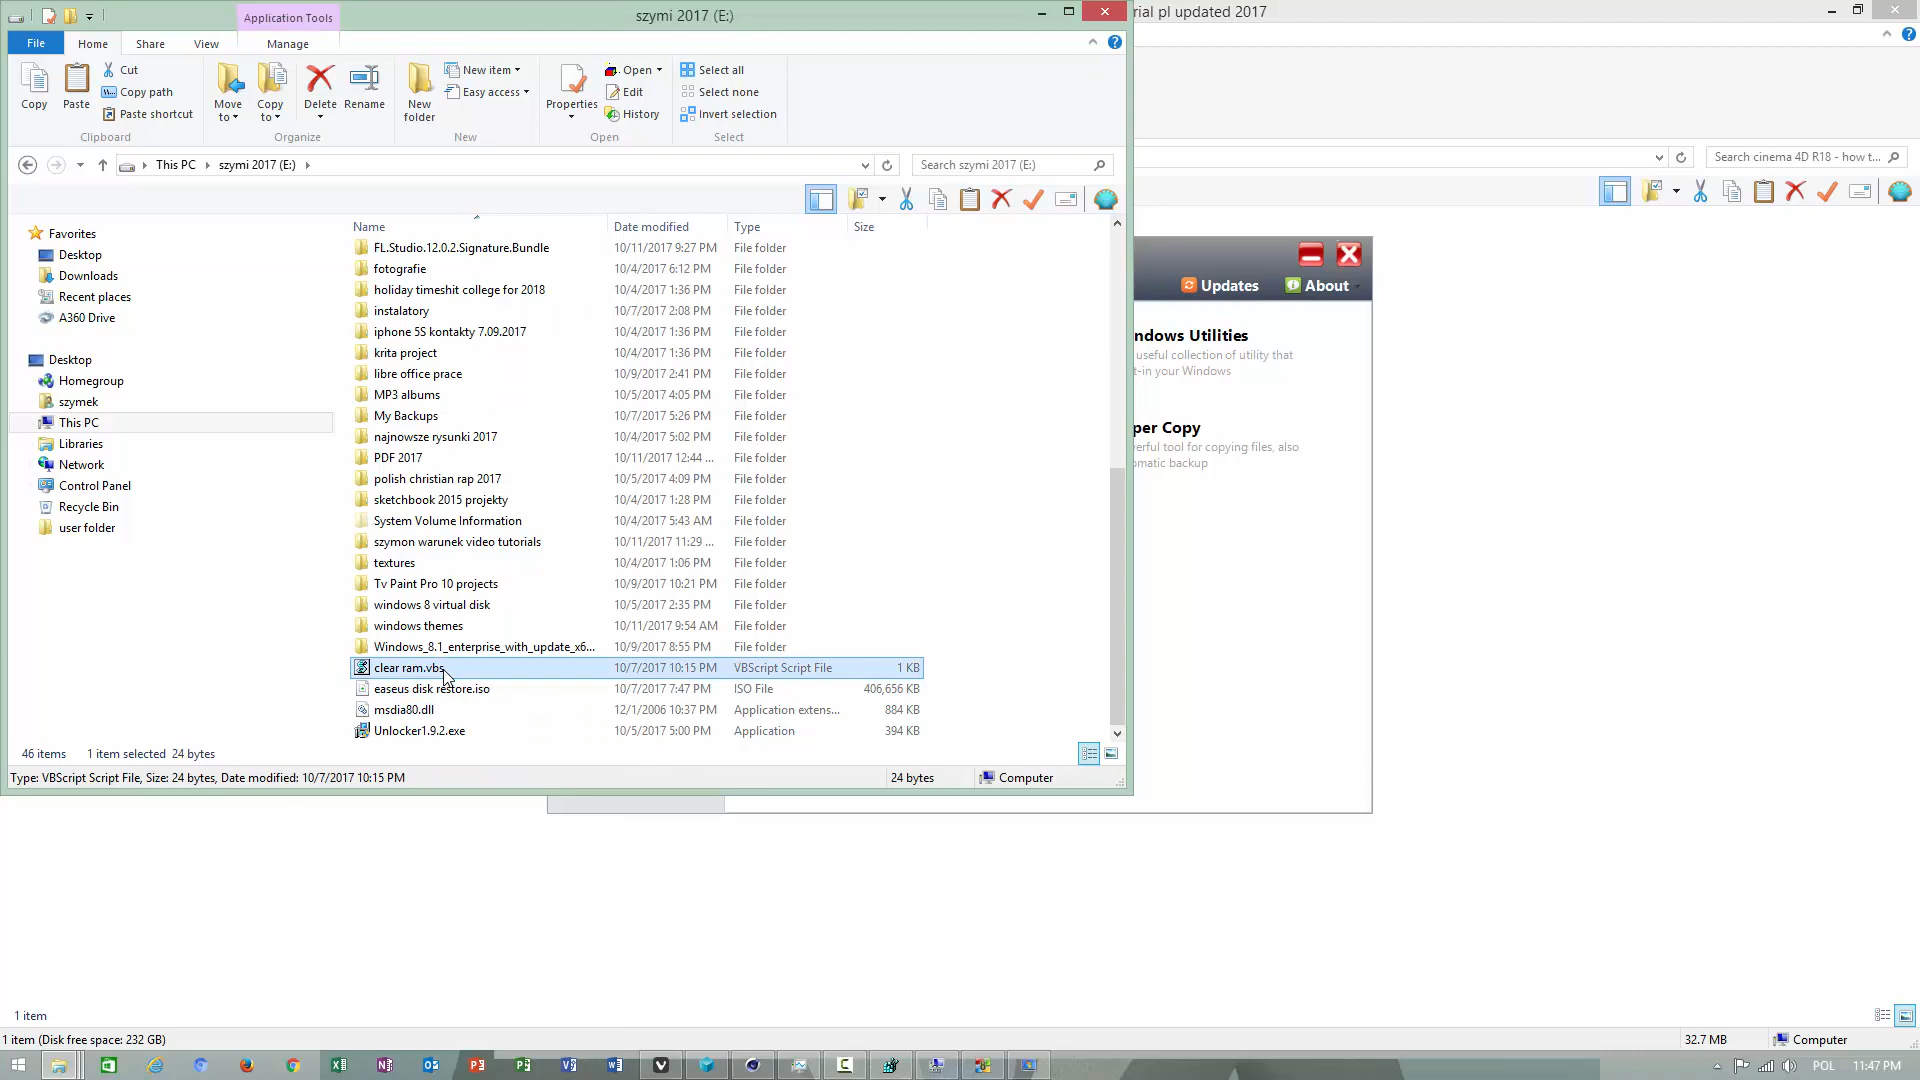 Application Tools
szymi 2017 (E:)
rial pl updated 2017
File
Home
Share
View
Manage
Copy
Paste
Cut
Copy path
Paste shortcut
Move to
Copy to
Delete
Rename
New folder
New item
Easy access
Properties
Open
Edit
History
Select all
Select none
Invert selection
Clipboard
Organize
New
Open
Select
This PC
szymi 2017 (E:)
Search szymi 2017 (E:)
Search cinema 4D R18 - how t...
Favorites
Desktop
Downloads
Recent places
A360 Drive
Desktop
Homegroup
szymek
This PC
Libraries
Network
Control Panel
Recycle Bin
user folder
Name Date modified Type Size
FL.Studio.12.0.2.Signature.Bundle 10/11/2017 9:27 PM File folder
fotografie 10/4/2017 6:12 PM File folder
holiday timeshit college for 2018 10/4/2017 1:36 PM File folder
instalatory 10/7/2017 2:08 PM File folder
iphone 5S kontakty 7.09.2017 10/4/2017 1:36 PM File folder
krita project 10/4/2017 1:36 PM File folder
libre office prace 10/9/2017 2:41 PM File folder
MP3 albums 10/5/2017 4:05 PM File folder
My Backups 10/7/2017 5:26 PM File folder
najnowsze rysunki 2017 10/4/2017 5:02 PM File folder
PDF 2017 10/11/2017 12:44 ... File folder
polish christian rap 2017 10/5/2017 4:09 PM File folder
sketchbook 2015 projekty 10/4/2017 1:28 PM File folder
System Volume Information 10/4/2017 5:43 AM File folder
szymon warunek video tutorials 10/11/2017 11:29 ... File folder
textures 10/4/2017 1:06 PM File folder
Tv Paint Pro 10 projects 10/9/2017 10:21 PM File folder
windows 8 virtual disk 10/5/2017 2:35 PM File folder
windows themes 10/11/2017 9:54 AM File folder
Windows_8.1_enterprise_with_update_x6... 10/9/2017 8:55 PM File folder
clear ram.vbs 10/7/2017 10:15 PM VBScript Script File 1 KB
easeus disk restore.iso 10/7/2017 7:47 PM ISO File 406,656 KB
msdia80.dll 12/1/2006 10:37 PM Application extens... 884 KB
Unlocker1.9.2.exe 10/5/2017 5:00 PM Application 394 KB
46 items 1 item selected 24 bytes
Type: VBScript Script File, Size: 24 bytes, Date modified: 10/7/2017 10:15 PM
24 bytes
Computer
Updates
About
ndows Utilities
useful collection of utility that
t-in your Windows
per Copy
erful tool for copying files, also
omatic backup
1 item
1 item (Disk free space: 232 GB)
32.7 MB
Computer
POL
11:47 PM